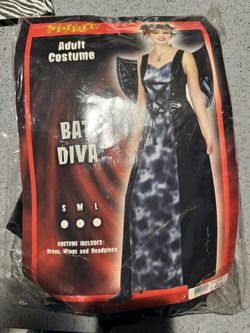 SPIRIT
Adult
Costume
BAT
DIVA
S M L
COSTUME INCLUDES:
Dress, Wings and Headpiece